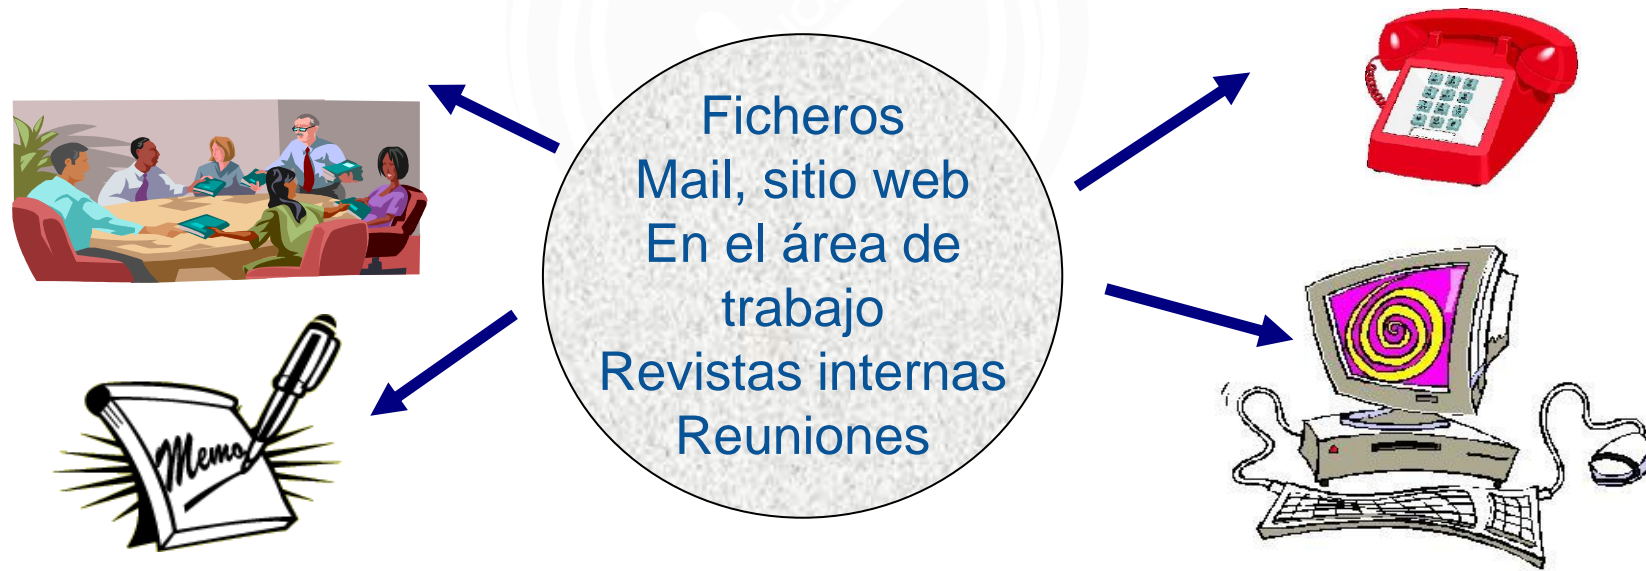 Ficheros
Mail, sitio web
En el área de
trabajo
Revistas internas
Reuniones
Memo